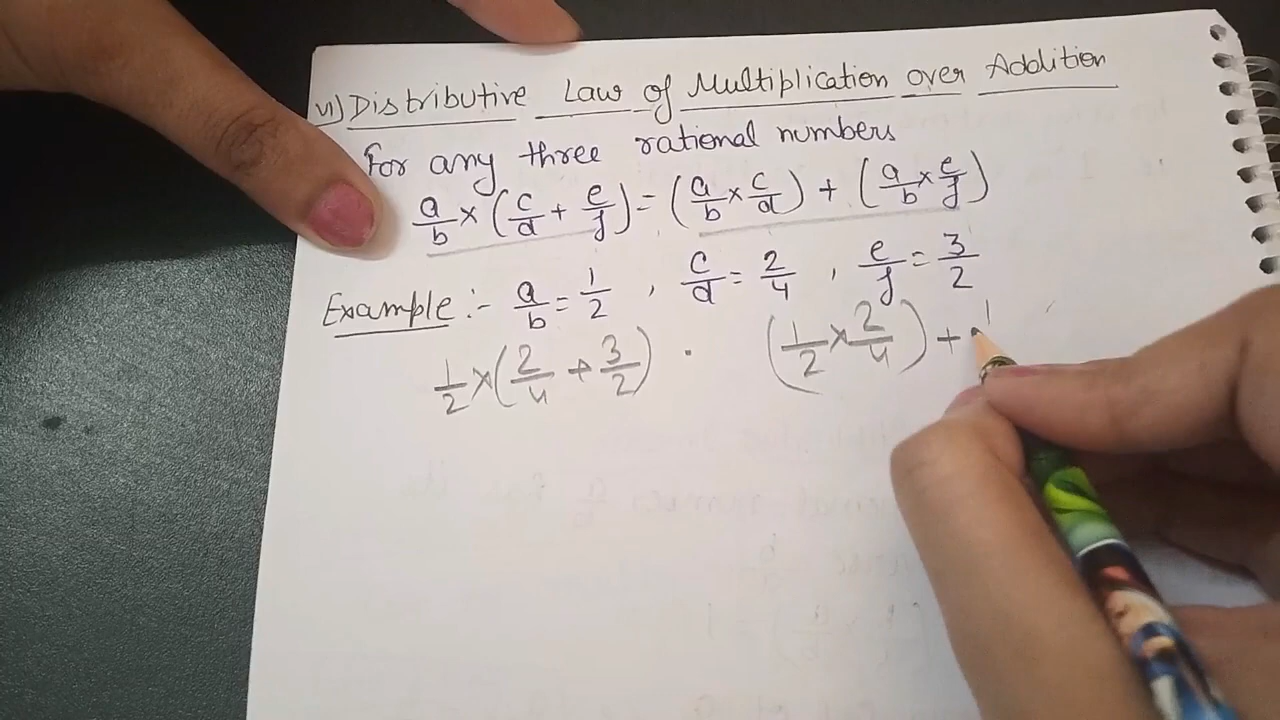 vi) Distributive Law of Multiplication over Addition
For any three rational numbers
a/b × (c/d + e/f) = (a/b × c/d) + (a/b × e/f)
Example :- a/b = 1/2 , c/d = 2/4 , e/f = 3/2
1/2 × (2/4 + 3/2) . (1/2 × 2/4) + 1